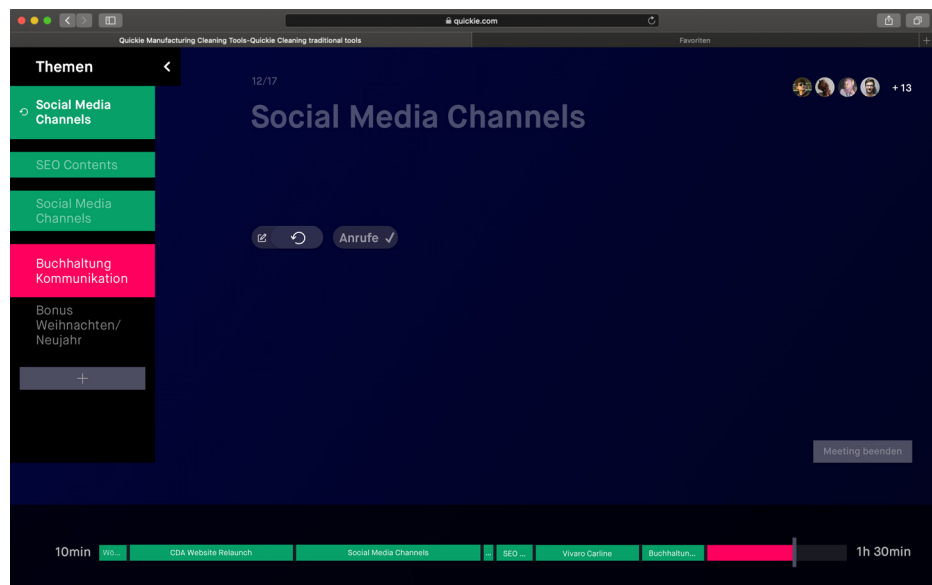 quickie.com
Quickie Manufacturing Cleaning Tools-Quickie Cleaning traditional tools
Favoriten
Themen
Social Media
Channels
SEO Contents
Social Media
Channels
Buchhaltung
Kommunikation
Bonus
Weihnachten/
Neujahr
12/17
+ 13
Social Media Channels
Anrufe
Meeting beenden
10min
Wö...
CDA Website Relaunch
Social Media Channels
...
SEO ...
Vivaro Carline
Buchhaltun...
1h 30min